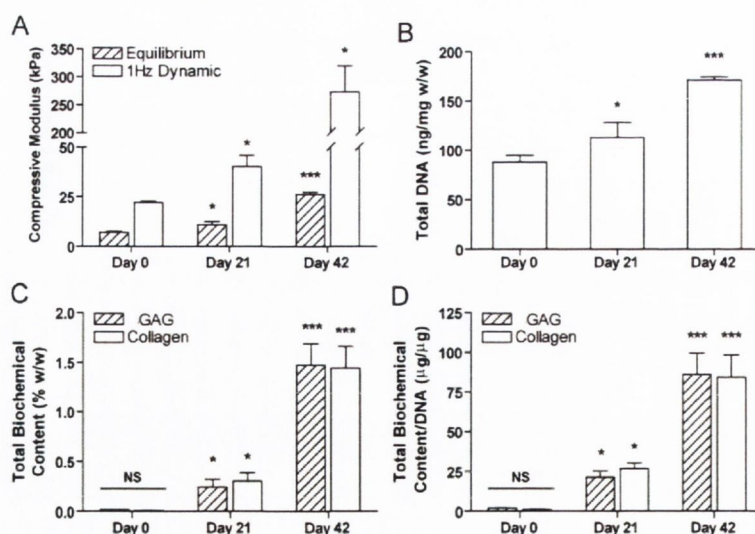 A
Compressive Modulus (kPa)
350
300
250
200
50
25
0
Equilibrium
1Hz Dynamic
*
*
*
***
Day 0
Day 21
Day 42
B
Total DNA (ng/mg w/w)
200
150
100
50
0
*
***
Day 0
Day 21
Day 42
C
Total Biochemical
Content (% w/w)
2.0
1.5
1.0
0.5
0.0
GAG
Collagen
NS
*
*
***
***
Day 0
Day 21
Day 42
D
Total Biochemical
Content/DNA (µg/µg)
125
100
75
50
25
0
GAG
Collagen
NS
*
*
***
***
Day 0
Day 21
Day 42